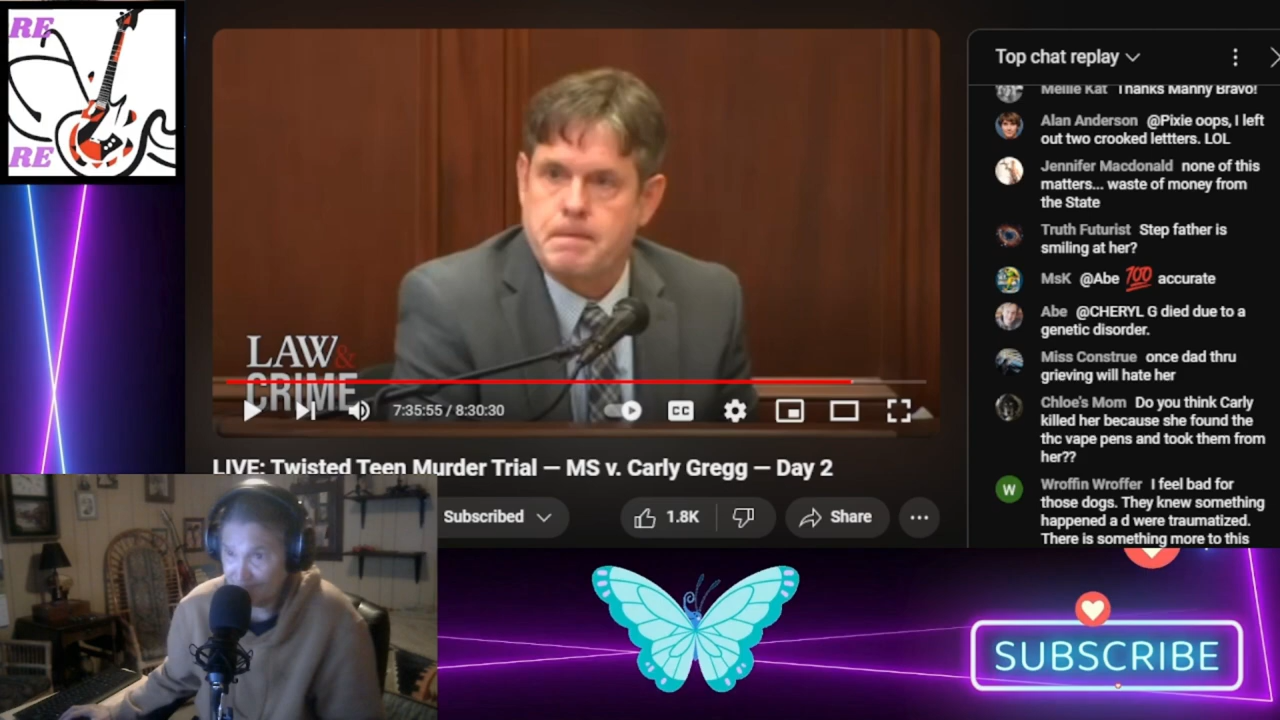 RE
RE
LAW&
CRIME
7:35:55 / 8:30:30
CC
LIVE: Twisted Teen Murder Trial — MS v. Carly Gregg — Day 2
Subscribed
1.8K
Share
Top chat replay
Mellie Kat Thanks Manny Bravo!
Alan Anderson @Pixie oops, I left
out two crooked lettters. LOL
Jennifer Macdonald none of this
matters... waste of money from
the State
Truth Futurist Step father is
smiling at her?
MsK @Abe 💯 accurate
Abe @CHERYL G died due to a
genetic disorder.
Miss Construe once dad thru
grieving will hate her
Chloe's Mom Do you think Carly
killed her because she found the
thc vape pens and took them from
her??
W
Wroffin Wroffer I feel bad for
those dogs. They knew something
happened a d were traumatized.
There is something more to this
SUBSCRIBE